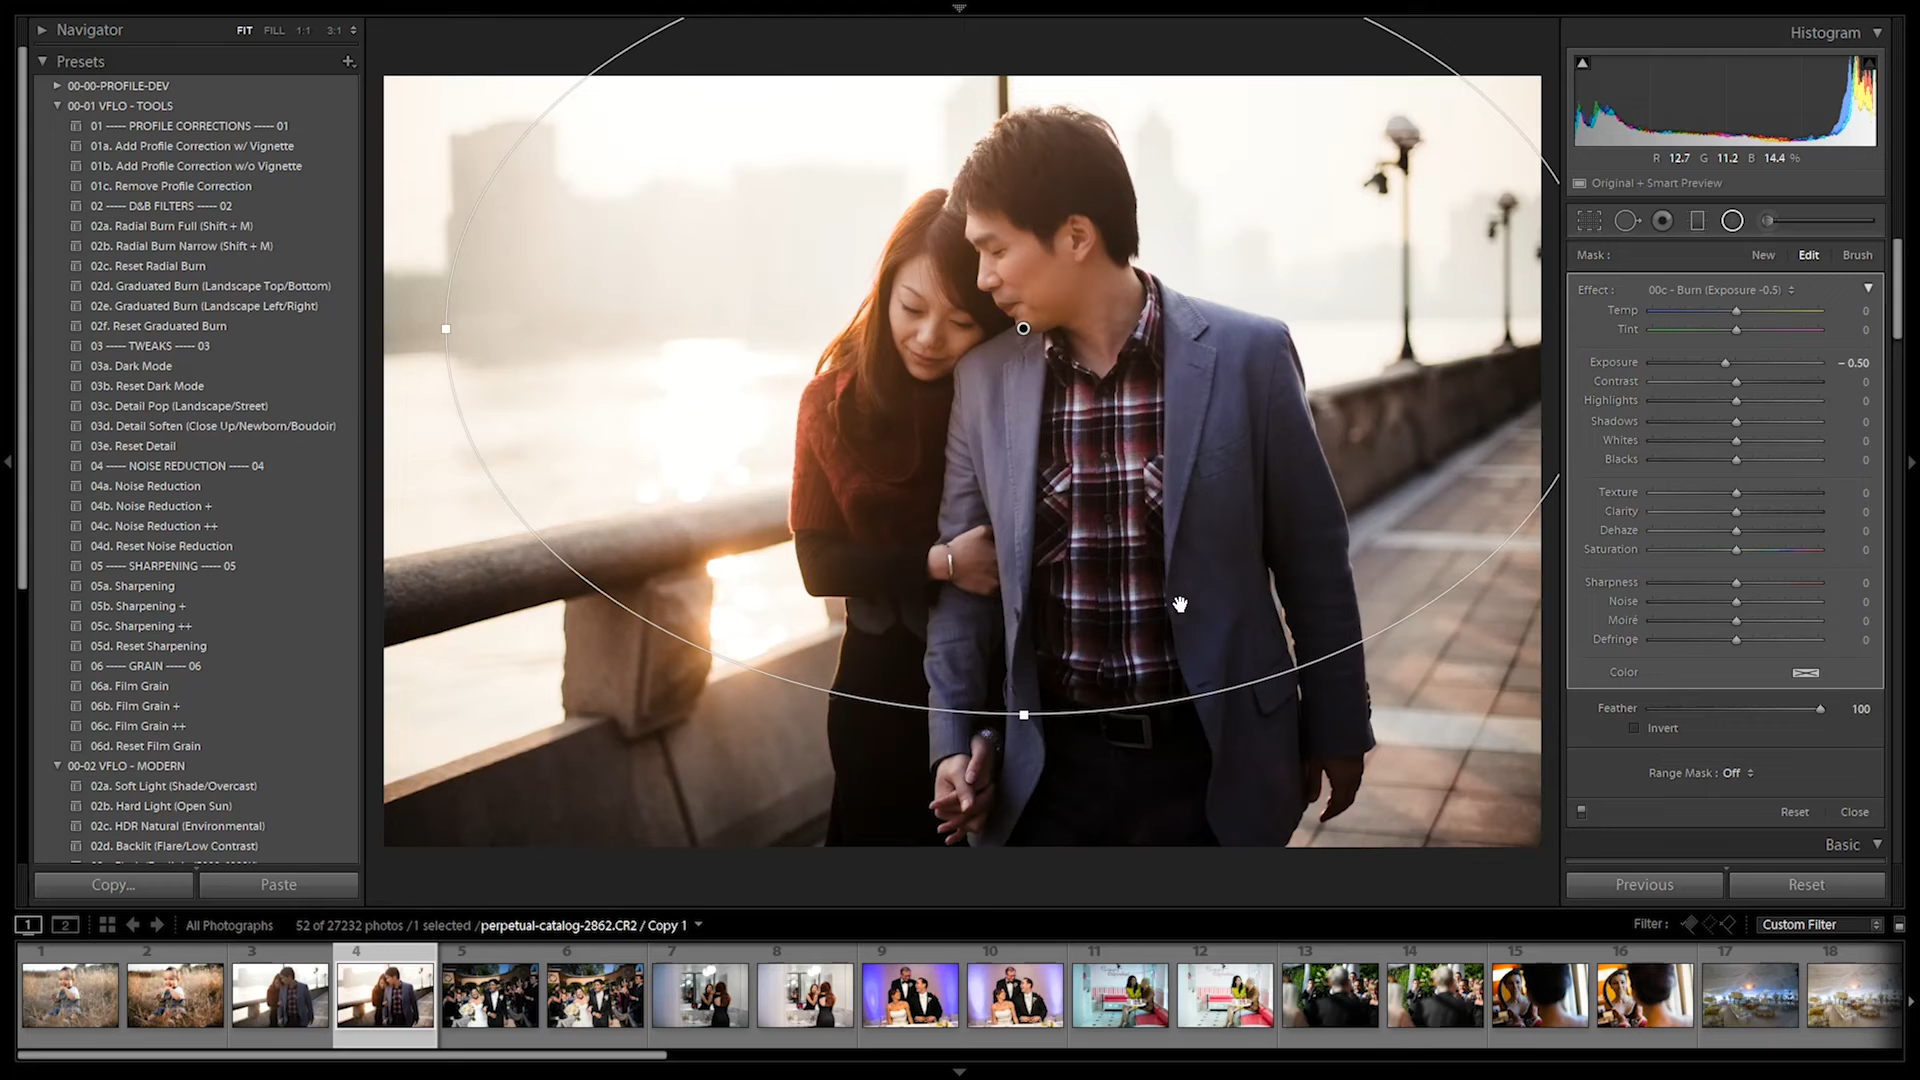 Navigator
FIT FILL 1:1 3:1
Presets
00-00-PROFILE-DEV
00-01 VFLO - TOOLS
01 ----- PROFILE CORRECTIONS ----- 01
01a. Add Profile Correction w/ Vignette
01b. Add Profile Correction w/o Vignette
01c. Remove Profile Correction
02 ----- D&B FILTERS ----- 02
02a. Radial Burn Full (Shift + M)
02b. Radial Burn Narrow (Shift + M)
02c. Reset Radial Burn
02d. Graduated Burn (Landscape Top/Bottom)
02e. Graduated Burn (Landscape Left/Right)
02f. Reset Graduated Burn
03 ----- TWEAKS ----- 03
03a. Dark Mode
03b. Reset Dark Mode
03c. Detail Pop (Landscape/Street)
03d. Detail Soften (Close Up/Newborn/Boudoir)
03e. Reset Detail
04 ----- NOISE REDUCTION ----- 04
04a. Noise Reduction
04b. Noise Reduction +
04c. Noise Reduction ++
04d. Reset Noise Reduction
05 ----- SHARPENING ----- 05
05a. Sharpening
05b. Sharpening +
05c. Sharpening ++
05d. Reset Sharpening
06 ----- GRAIN ----- 06
06a. Film Grain
06b. Film Grain +
06c. Film Grain ++
06d. Reset Film Grain
00-02 VFLO - MODERN
02a. Soft Light (Shade/Overcast)
02b. Hard Light (Open Sun)
02c. HDR Natural (Environmental)
02d. Backlit (Flare/Low Contrast)
Copy... Paste
Histogram
R 12.7 G 11.2 B 14.4 %
Original + Smart Preview
Mask : New Edit Brush
Effect : 00c - Burn (Exposure -0.5)
Temp 0
Tint 0
Exposure - 0.50
Contrast 0
Highlights 0
Shadows 0
Whites 0
Blacks 0
Texture 0
Clarity 0
Dehaze 0
Saturation 0
Sharpness 0
Noise 0
Moiré 0
Defringe 0
Color
Feather 100
Invert
Range Mask : Off
Reset Close
Basic
Previous Reset
1 2 All Photographs 52 of 27232 photos /1 selected /perpetual-catalog-2862.CR2 / Copy 1 Filter : Custom Filter
1 2 3 4 5 6 7 8 9 10 11 12 13 14 15 16 17 18